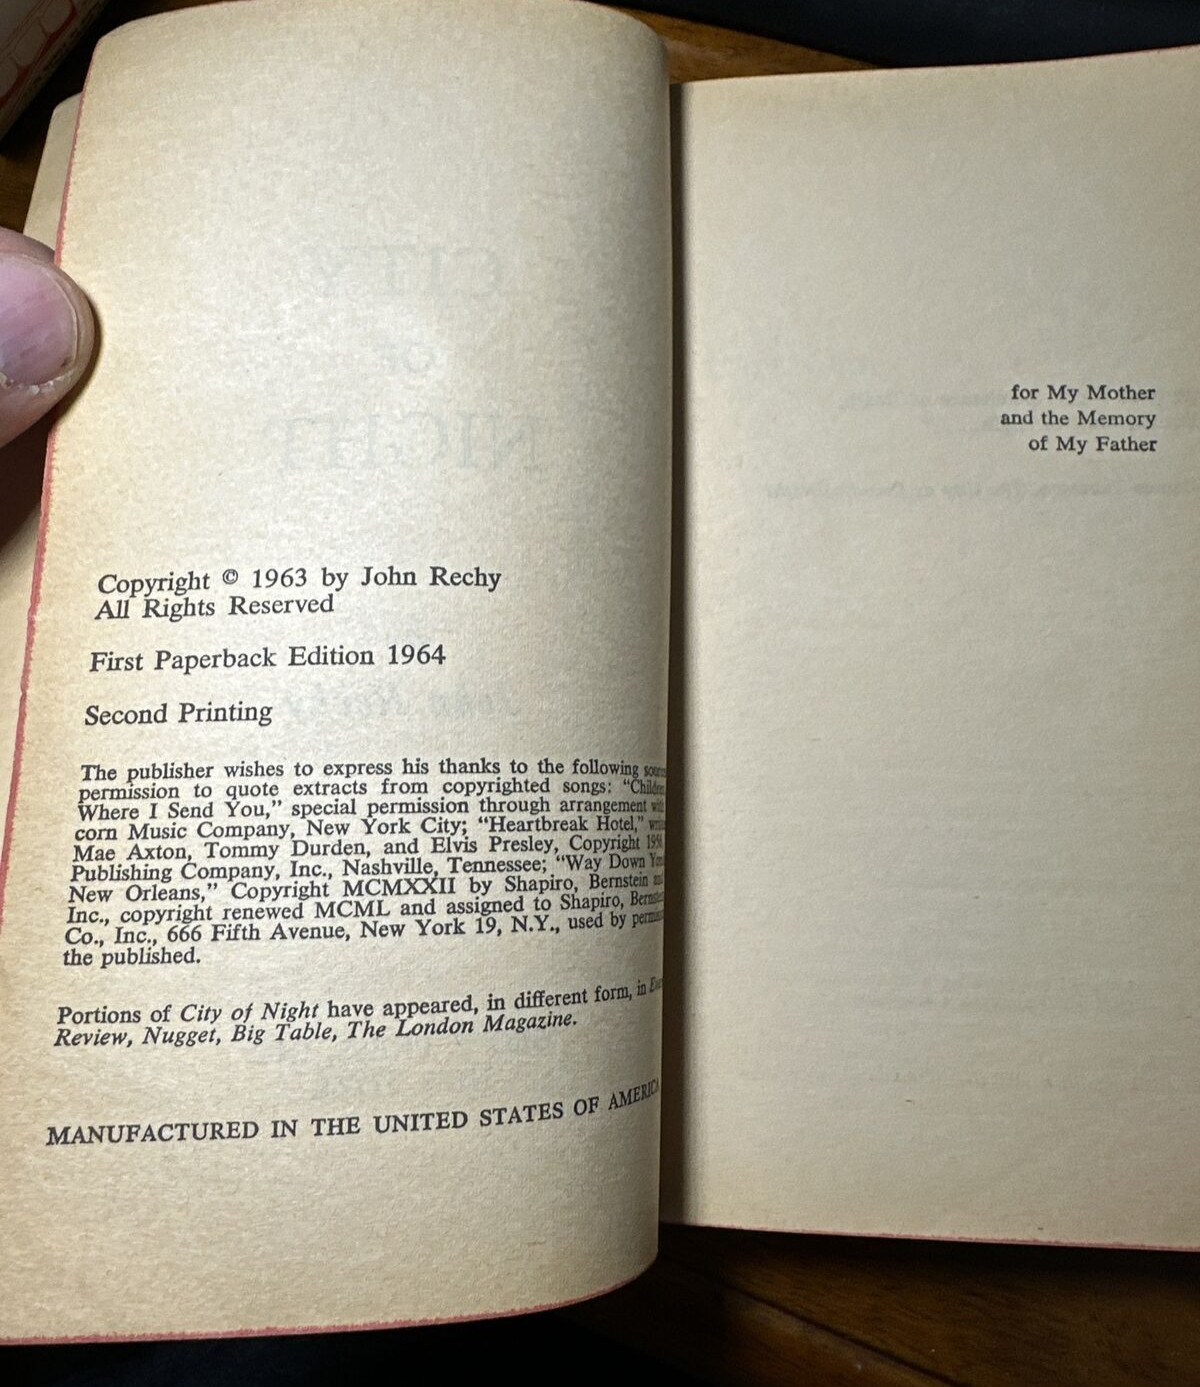 Copyright © 1963 by John Rechy
All Rights Reserved
First Paperback Edition 1964
Second Printing
The publisher wishes to express his thanks to the following
permission to quote extracts from copyrighted songs:
Where I Send You," special permission through arrangement
corn Music Company, New York City; "Heartbreak Hotel,"
Mae Axton, Tommy Durden, and Elvis Presley, Copyright
Publishing Company, Inc., Nashville, Tennessee; "Way Down
New Orleans," Copyright MCMXXII by Shapiro, Bernstein
Inc., copyright renewed MCML and assigned to Shapiro,
Co., Inc., 666 Fifth Avenue, New York 19, N.Y., used by
the published.
Portions of City of Night have appeared, in different form, in
Review, Nugget, Big Table, The London Magazine.
MANUFACTURED IN THE UNITED STATES OF AMERICA
for My Mother
and the Memory
of My Father